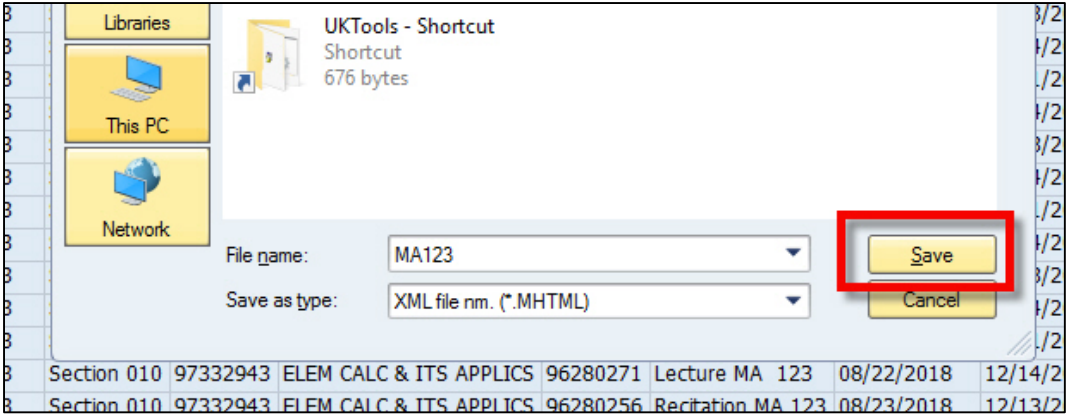 Libraries
UKTools - Shortcut
Shortcut
676 bytes
This PC
Network
File name: MA123 Save
Save as type: XML file nm. (*.MHTML) Cancel
3 Section 010 97332943 ELEM CALC & ITS APPLICS 96280271 Lecture MA 123 08/22/2018 12/14/2
3 Section 010 97332943 ELEM CALC & ITS APPLICS 96280256 Recitation MA 123 08/23/2018 12/13/2